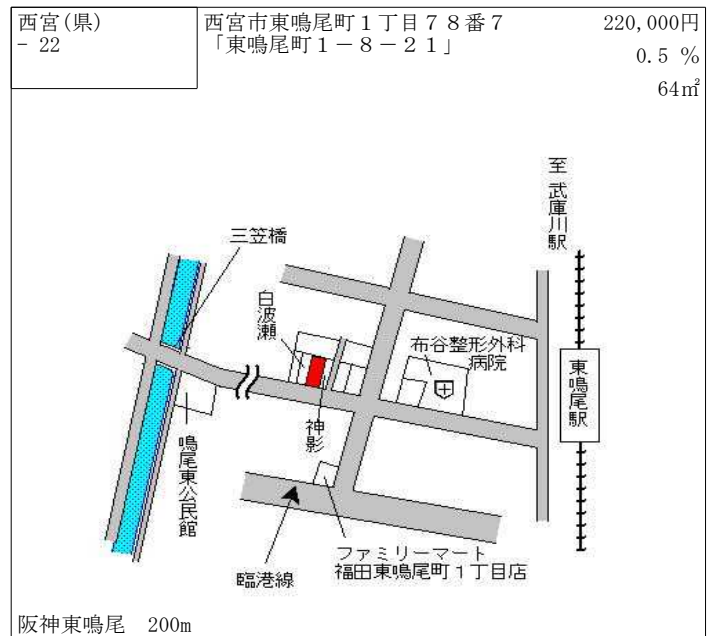 西宮(県)
- 22
西宮市東鳴尾町１丁目７８番７
「東鳴尾町１－８－２１」
220,000円
0.5 %
64㎡
至 武庫川駅
三笠橋
白波瀬
布谷整形外科
病院
東鳴尾駅
神影
鳴尾東公民館
ファミリーマート
福田東鳴尾町１丁目店
臨港線
阪神東鳴尾 200m